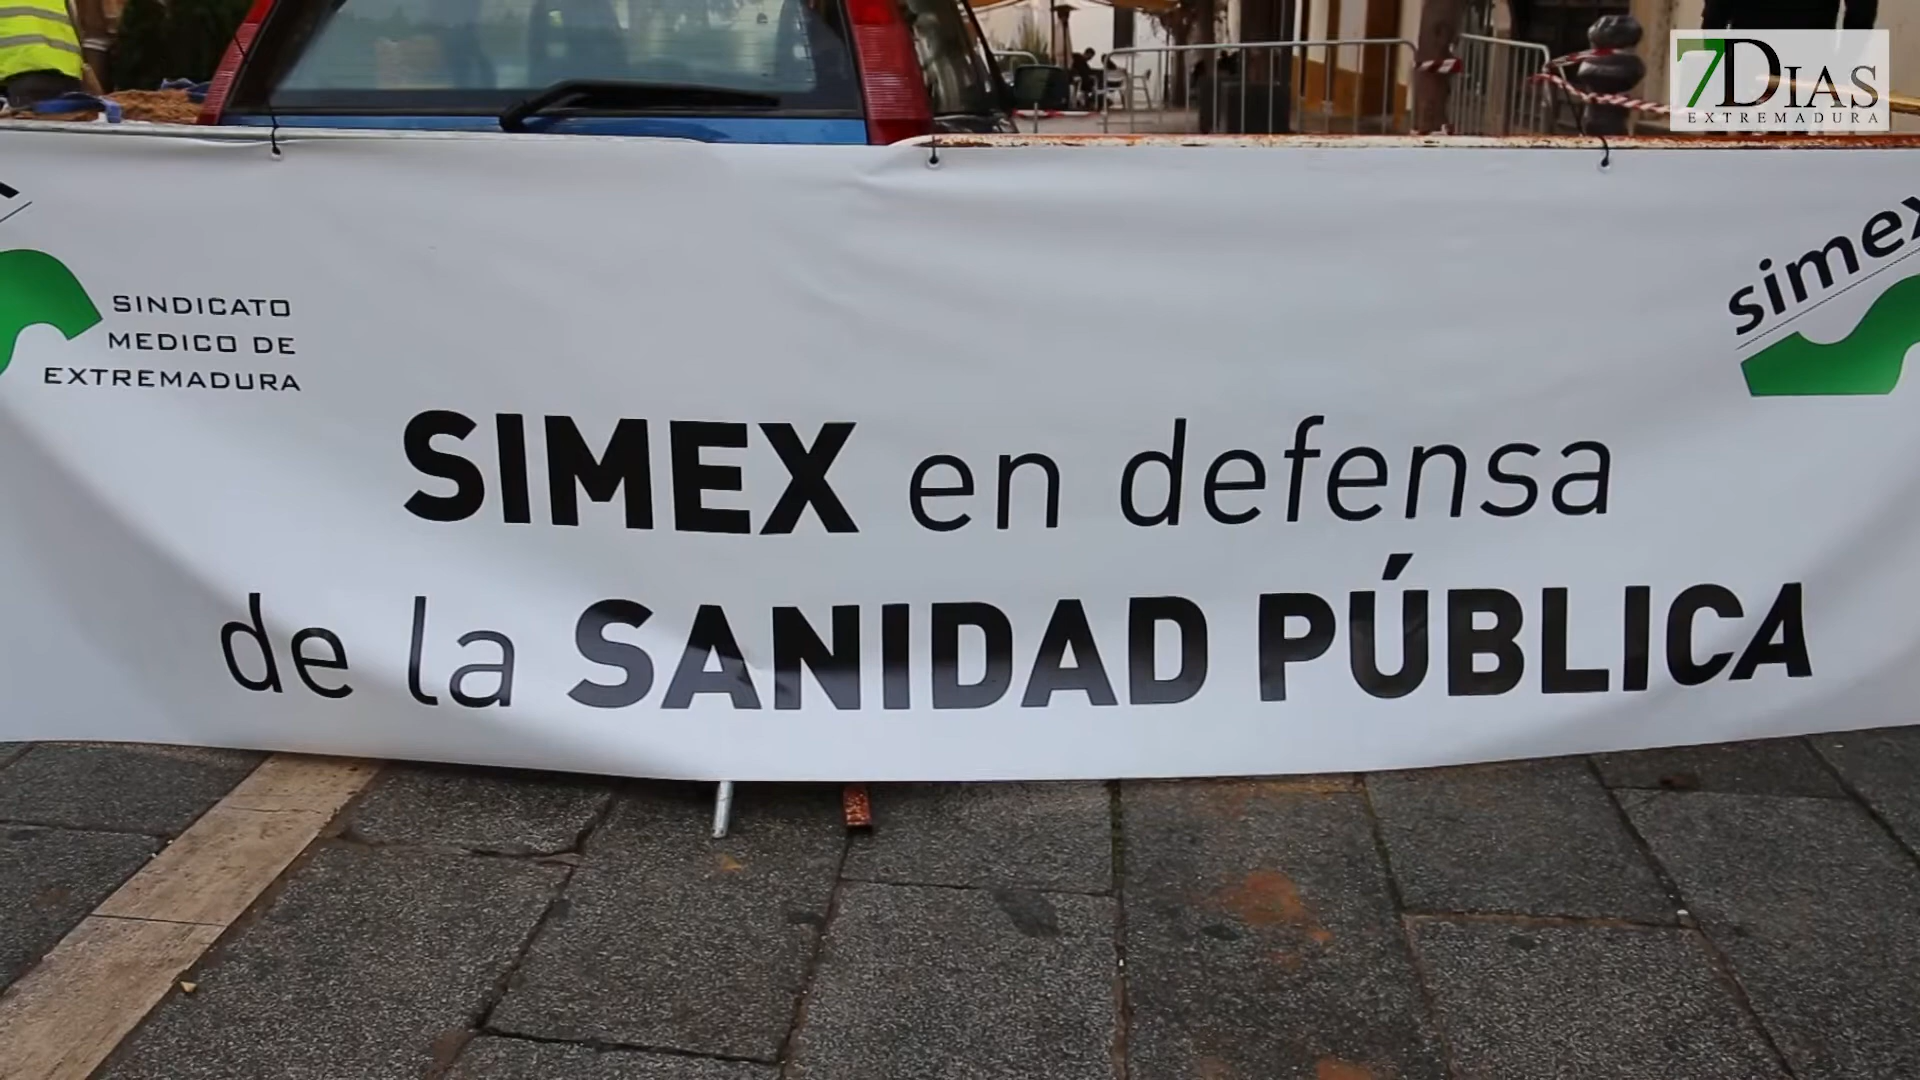 7DIAS
EXTREMADURA
SINDICATO
MEDICO DE
EXTREMADURA
simex
SIMEX en defensa
de la SANIDAD PÚBLICA